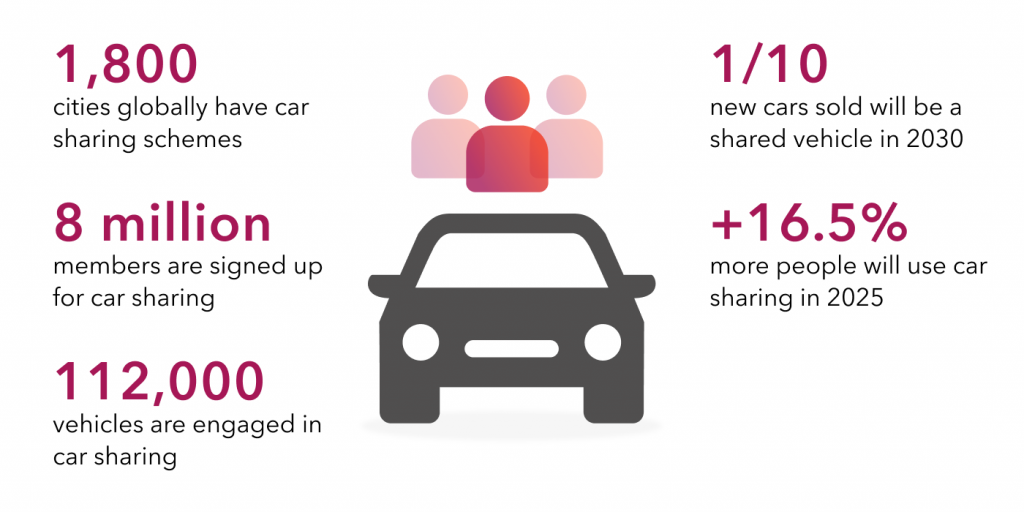 1,800
cities globally have car
sharing schemes
8 million
members are signed up
for car sharing
112,000
vehicles are engaged in
car sharing
1/10
new cars sold will be a
shared vehicle in 2030
+16.5%
more people will use car
sharing in 2025